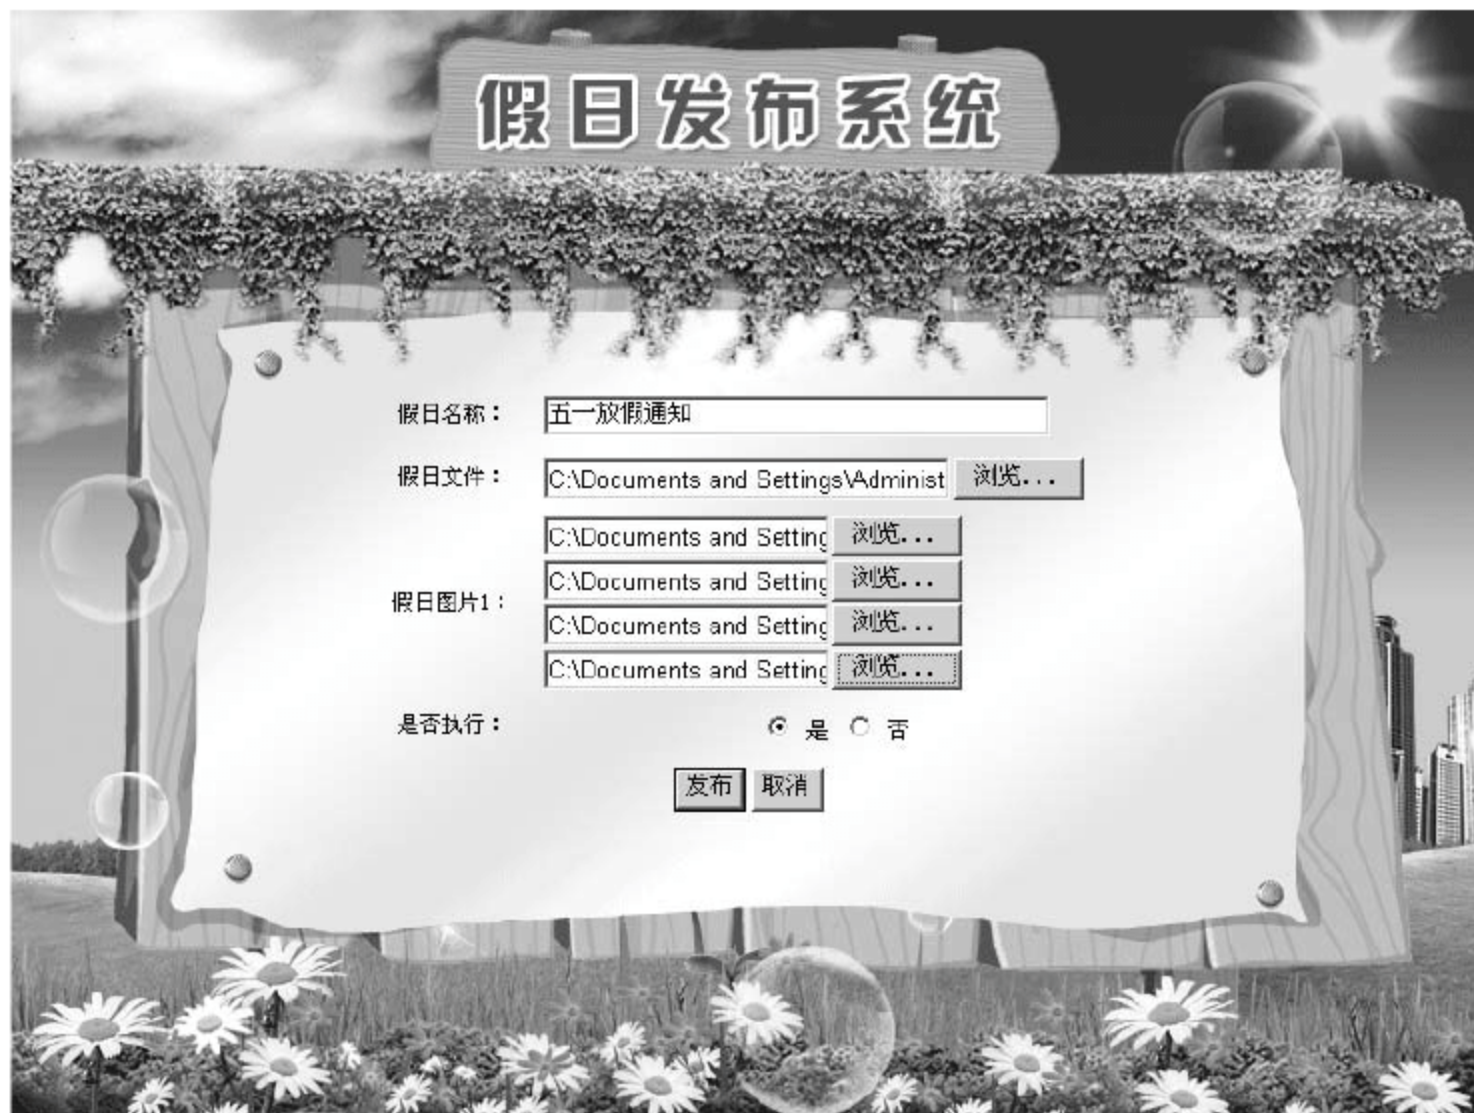 假日发布系统
假日名称： 五一放假通知
假日文件： C:\Documents and Settings\Administ 浏览...
C:\Documents and Setting 浏览...
C:\Documents and Setting 浏览...
假日图片1：
C:\Documents and Setting 浏览...
C:\Documents and Setting 浏览...
是否执行： 是 否
发布 取消